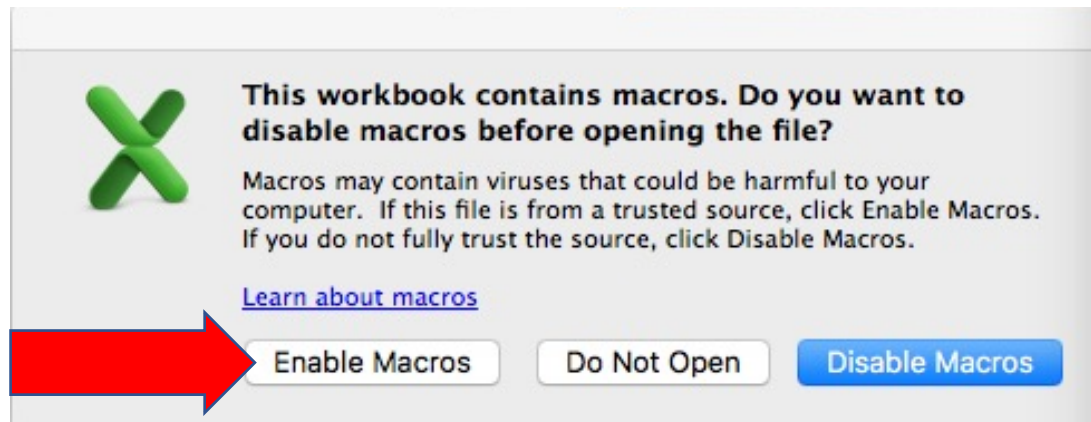 This workbook contains macros. Do you want to
disable macros before opening the file?
Macros may contain viruses that could be harmful to your
computer.  If this file is from a trusted source, click Enable Macros.
If you do not fully trust the source, click Disable Macros.
Learn about macros
Enable Macros
Do Not Open
Disable Macros